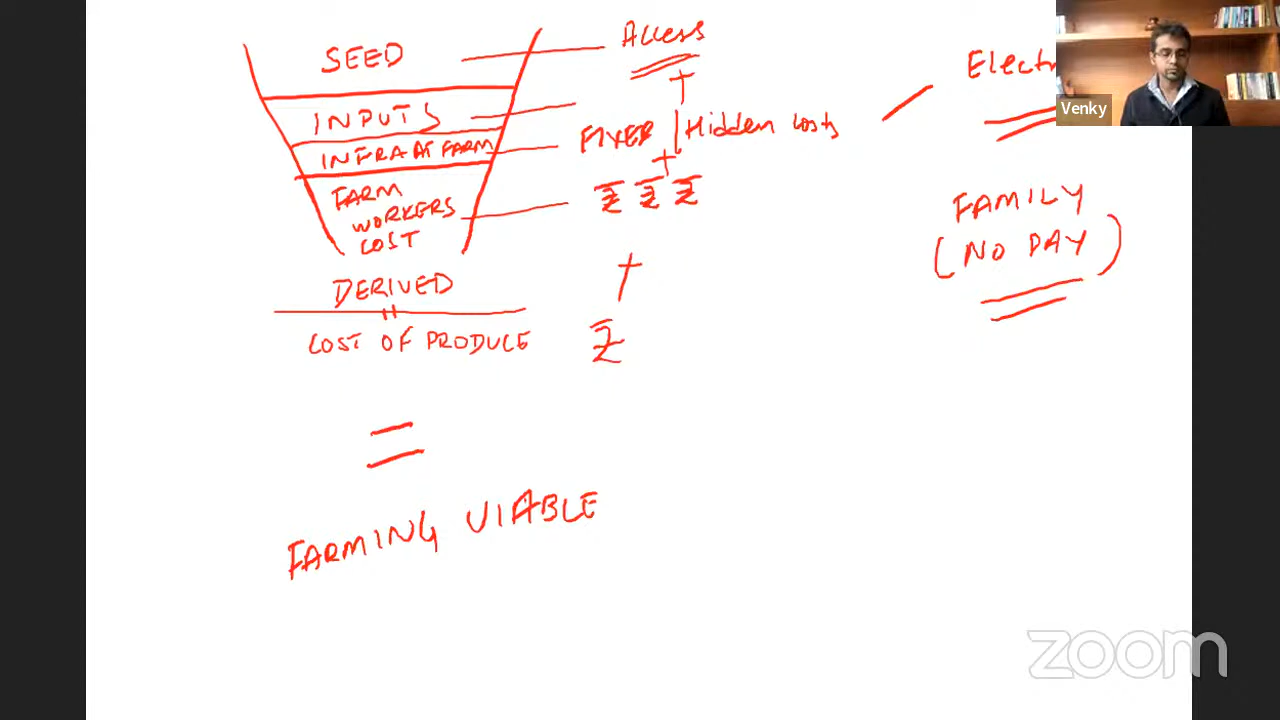 SEED
Access
+
INPUTS
FIXED / Hidden costs
INFRA AT FARM
+
FARM
WORKERS
COST
+
DERIVED
COST OF PRODUCE
=
FARMING VIABLE
Electr
Venky
FAMILY
(NO DAY)
zoom